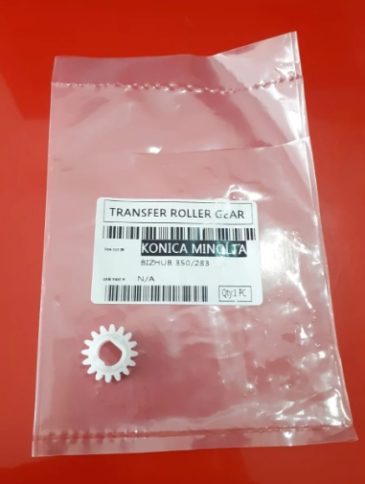 TRANSFER ROLLER GEAR
KONICA MINOLTA
BIZHUB 350/283
N/A
Qty:1 PC